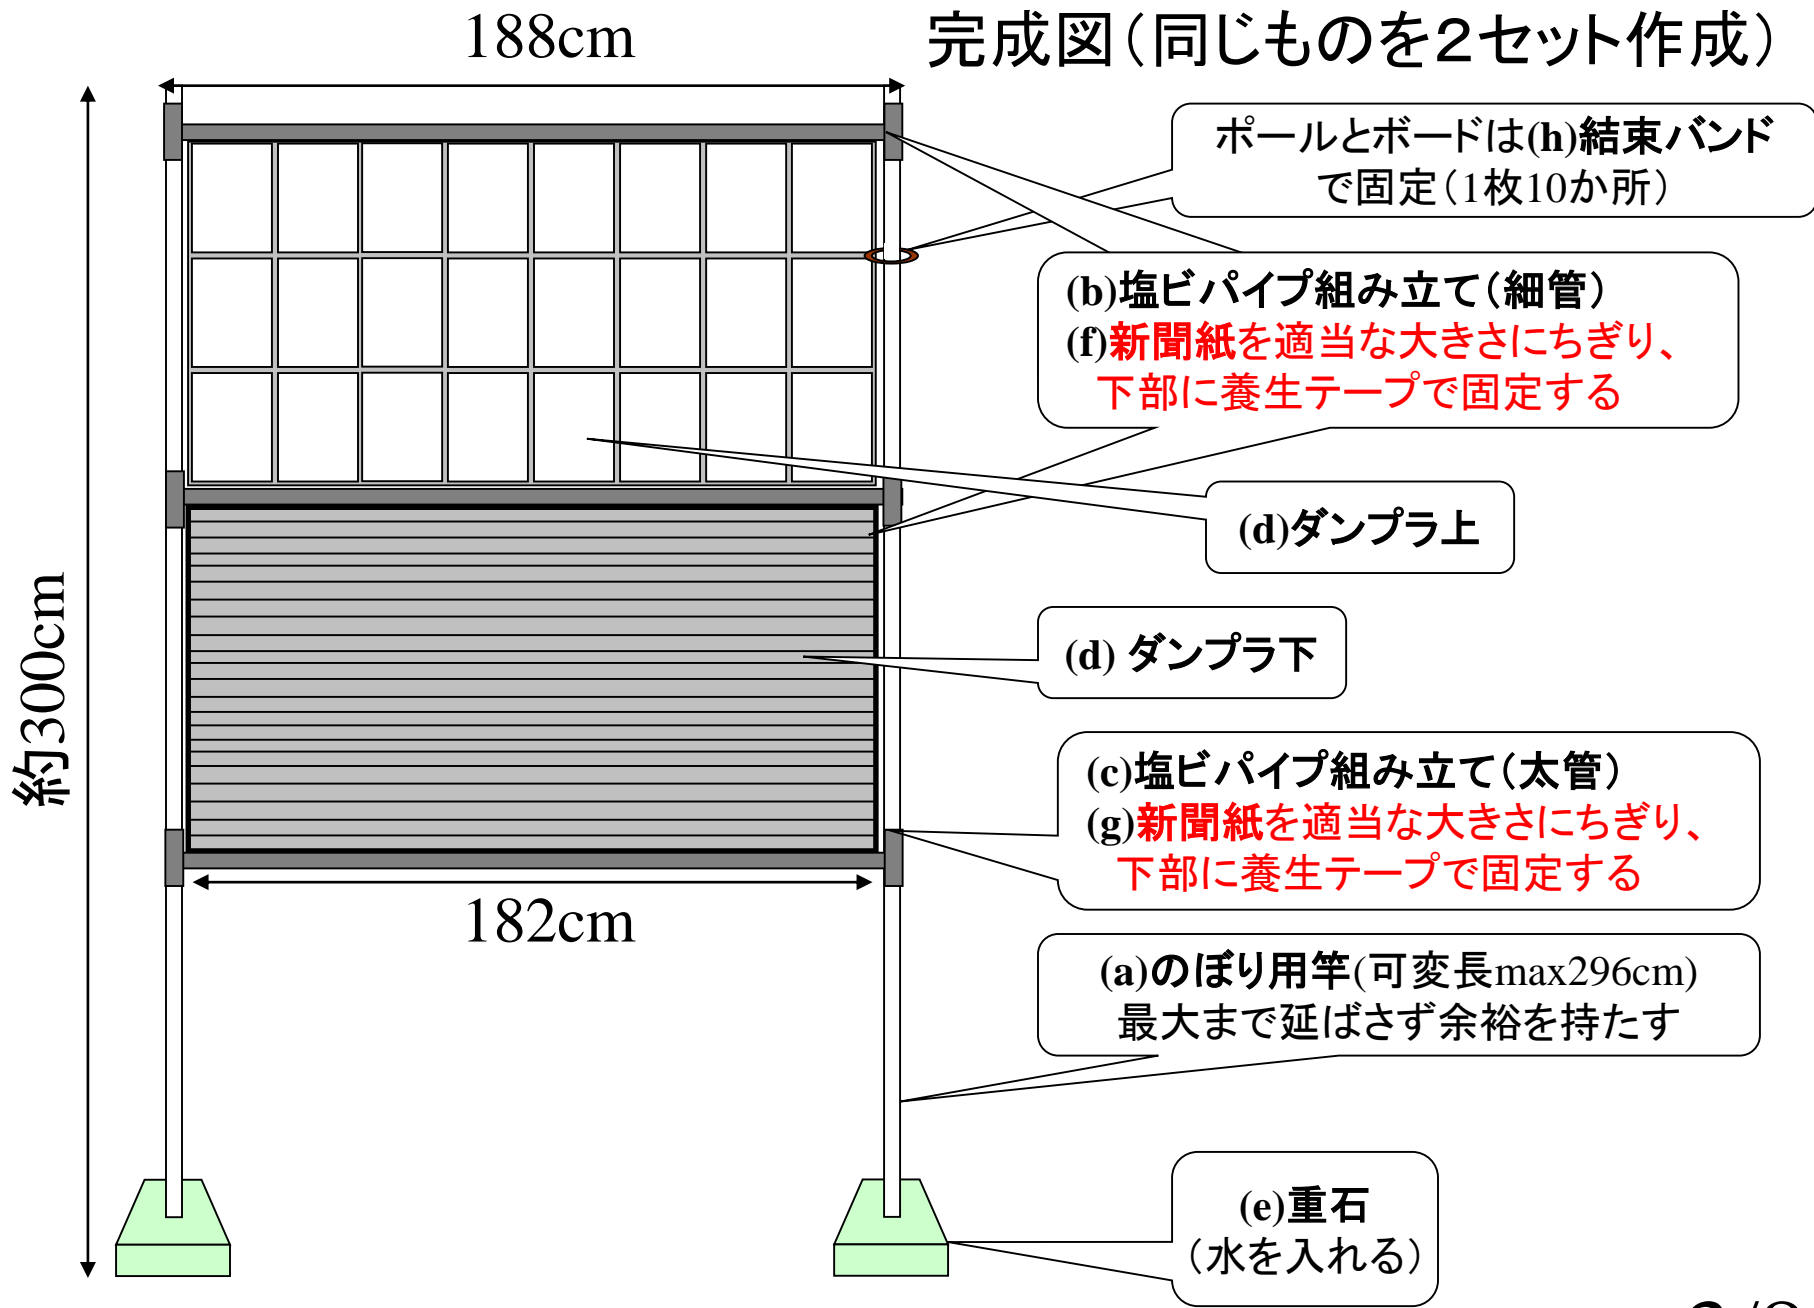 188cm
完成図(同じものを2セット作成)
ポールとボードは(h)結束バンド
で固定(1枚10か所)
(b)塩ビパイプ組み立て(細管)
(f)新聞紙を適当な大きさにちぎり、
下部に養生テープで固定する
(d)ダンプラ上
(d) ダンプラ下
約300cm
(c)塩ビパイプ組み立て(太管)
(g)新聞紙を適当な大きさにちぎり、
下部に養生テープで固定する
182cm
(a)のぼり用竿(可変長max296cm)
最大まで延ばさず余裕を持たす
(e)重石
(水を入れる)